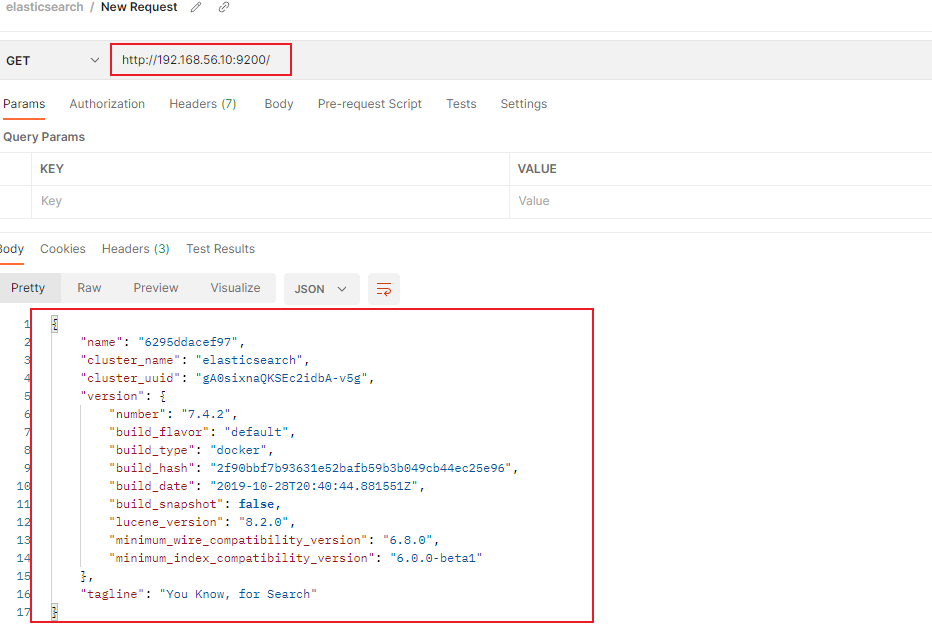 elasticsearch / New Request
GET http://192.168.56.10:9200/
Params Authorization Headers (7) Body Pre-request Script Tests Settings
Query Params
KEY VALUE
Key Value
Body Cookies Headers (3) Test Results
Pretty Raw Preview Visualize JSON
1 {
2 "name": "6295ddacef97",
3 "cluster_name": "elasticsearch",
4 "cluster_uuid": "gA0sixnaQKSEc2idbA-v5g",
5 "version": {
6 "number": "7.4.2",
7 "build_flavor": "default",
8 "build_type": "docker",
9 "build_hash": "2f90bbf7b93631e52bafb59b3b049cb44ec25e96",
10 "build_date": "2019-10-28T20:40:44.881551Z",
11 "build_snapshot": false,
12 "lucene_version": "8.2.0",
13 "minimum_wire_compatibility_version": "6.8.0",
14 "minimum_index_compatibility_version": "6.0.0-beta1"
15 },
16 "tagline": "You Know, for Search"
17 }